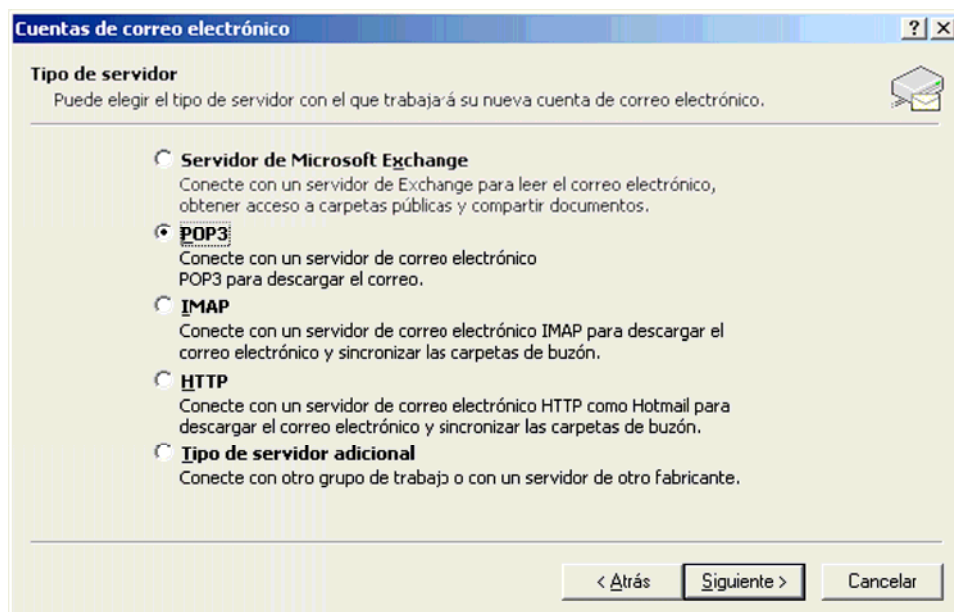 Cuentas de correo electrónico
Tipo de servidor
Puede elegir el tipo de servidor con el que trabajará su nueva cuenta de correo electrónico.
Servidor de Microsoft Exchange
Conecte con un servidor de Exchange para leer el correo electrónico,
obtener acceso a carpetas públicas y compartir documentos.
POP3
Conecte con un servidor de correo electrónico
POP3 para descargar el correo.
IMAP
Conecte con un servidor de correo electrónico IMAP para descargar el
correo electrónico y sincronizar las carpetas de buzón.
HTTP
Conecte con un servidor de correo electrónico HTTP como Hotmail para
descargar el correo electrónico y sincronizar las carpetas de buzón.
Tipo de servidor adicional
Conecte con otro grupo de trabajo o con un servidor de otro fabricante.
< Atrás Siguiente > Cancelar